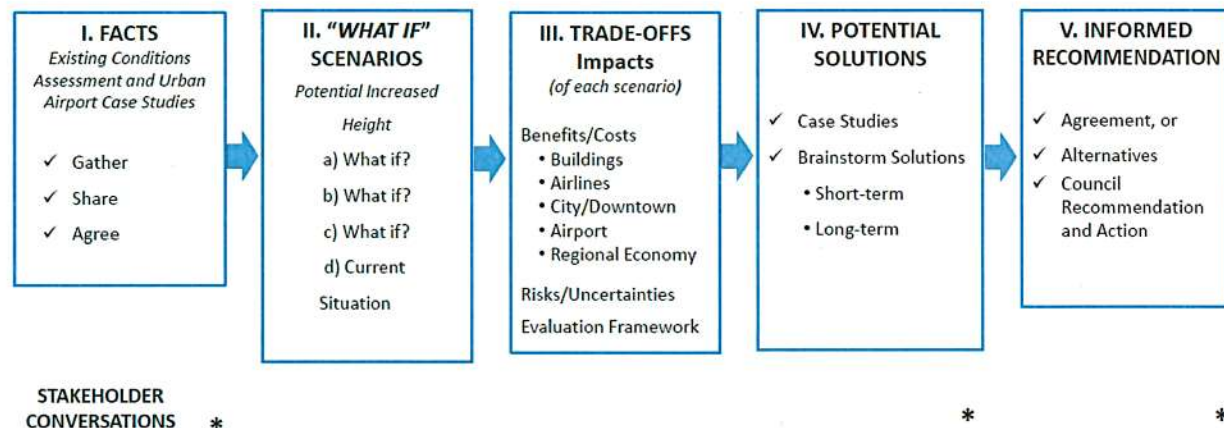 I. FACTS
Existing Conditions
Assessment and Urban
Airport Case Studies
✓ Gather
✓ Share
✓ Agree
II. "WHAT IF"
SCENARIOS
Potential Increased
Height
a) What if?
b) What if?
c) What if?
d) Current
Situation
III. TRADE-OFFS
Impacts
(of each scenario)
Benefits/Costs
• Buildings
• Airlines
• City/Downtown
• Airport
• Regional Economy
Risks/Uncertainties
Evaluation Framework
IV. POTENTIAL
SOLUTIONS
✓ Case Studies
✓ Brainstorm Solutions
• Short-term
• Long-term
V. INFORMED
RECOMMENDATION
✓ Agreement, or
✓ Alternatives
✓ Council
Recommendation
and Action
STAKEHOLDER
CONVERSATIONS * * *